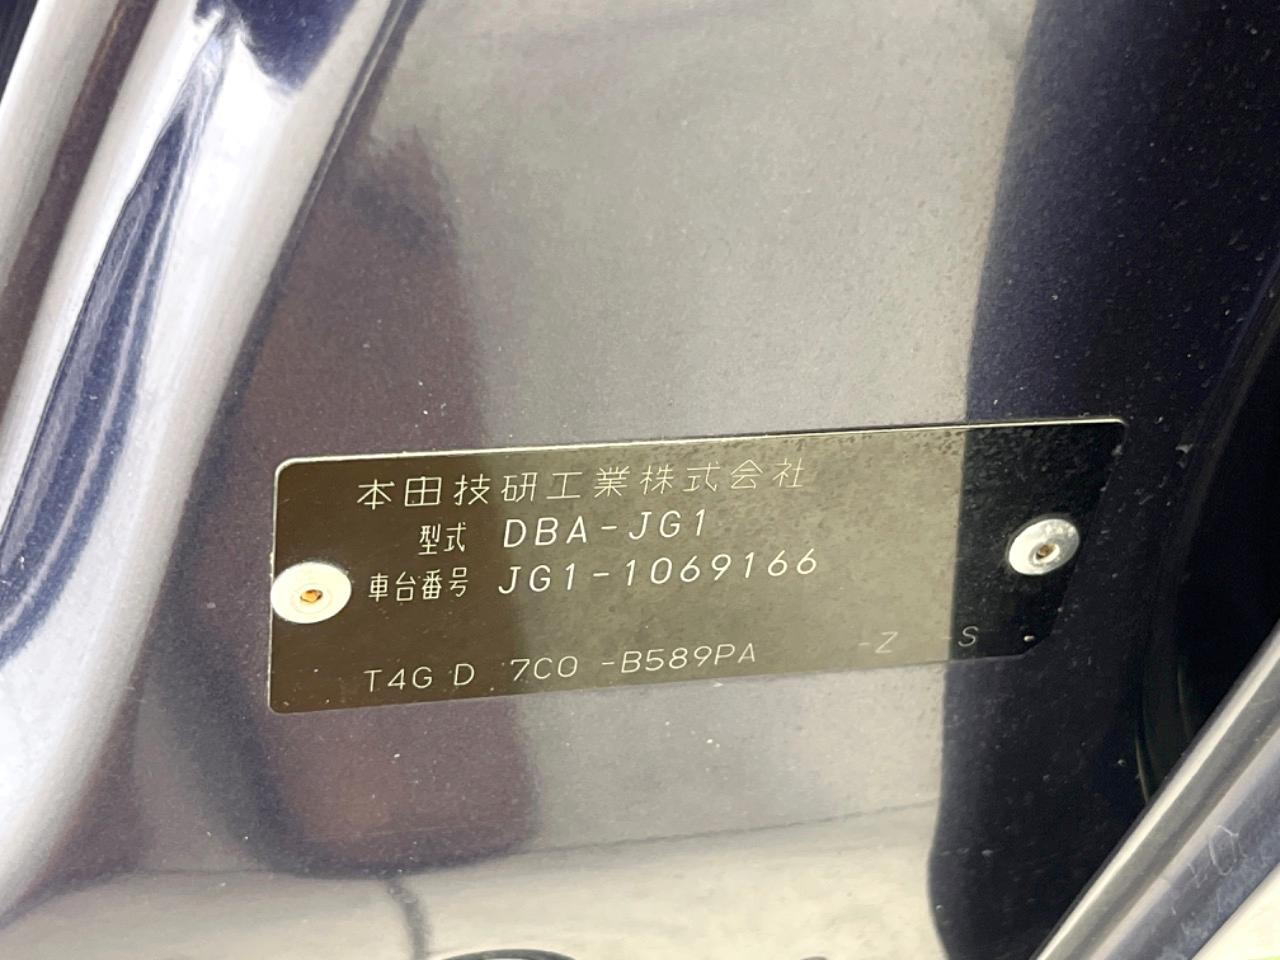 本田技研工業株式会社
型式 DBA-JG1
車台番号 JG1-1069166
T4G D 7C0 -B589PA -Z -S